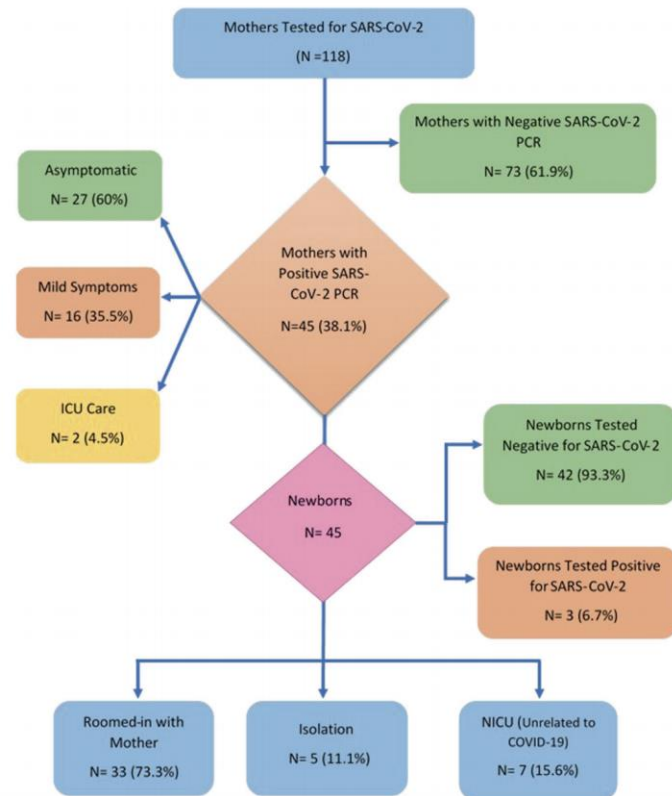 Mothers Tested for SARS-CoV-2
(N =118)
Mothers with Negative SARS-CoV-2
PCR
N= 73 (61.9%)
Asymptomatic
N= 27 (60%)
Mothers with
Positive SARS-
CoV-2 PCR
N=45 (38.1%)
Mild Symptoms
N= 16 (35.5%)
ICU Care
N= 2 (4.5%)
Newborns Tested
Negative for SARS-CoV-2
N= 42 (93.3%)
Newborns
N= 45
Newborns Tested Positive
for SARS-CoV-2
N= 3 (6.7%)
Roomed-in with
Mother
N= 33 (73.3%)
Isolation
N= 5 (11.1%)
NICU (Unrelated to
COVID-19)
N= 7 (15.6%)